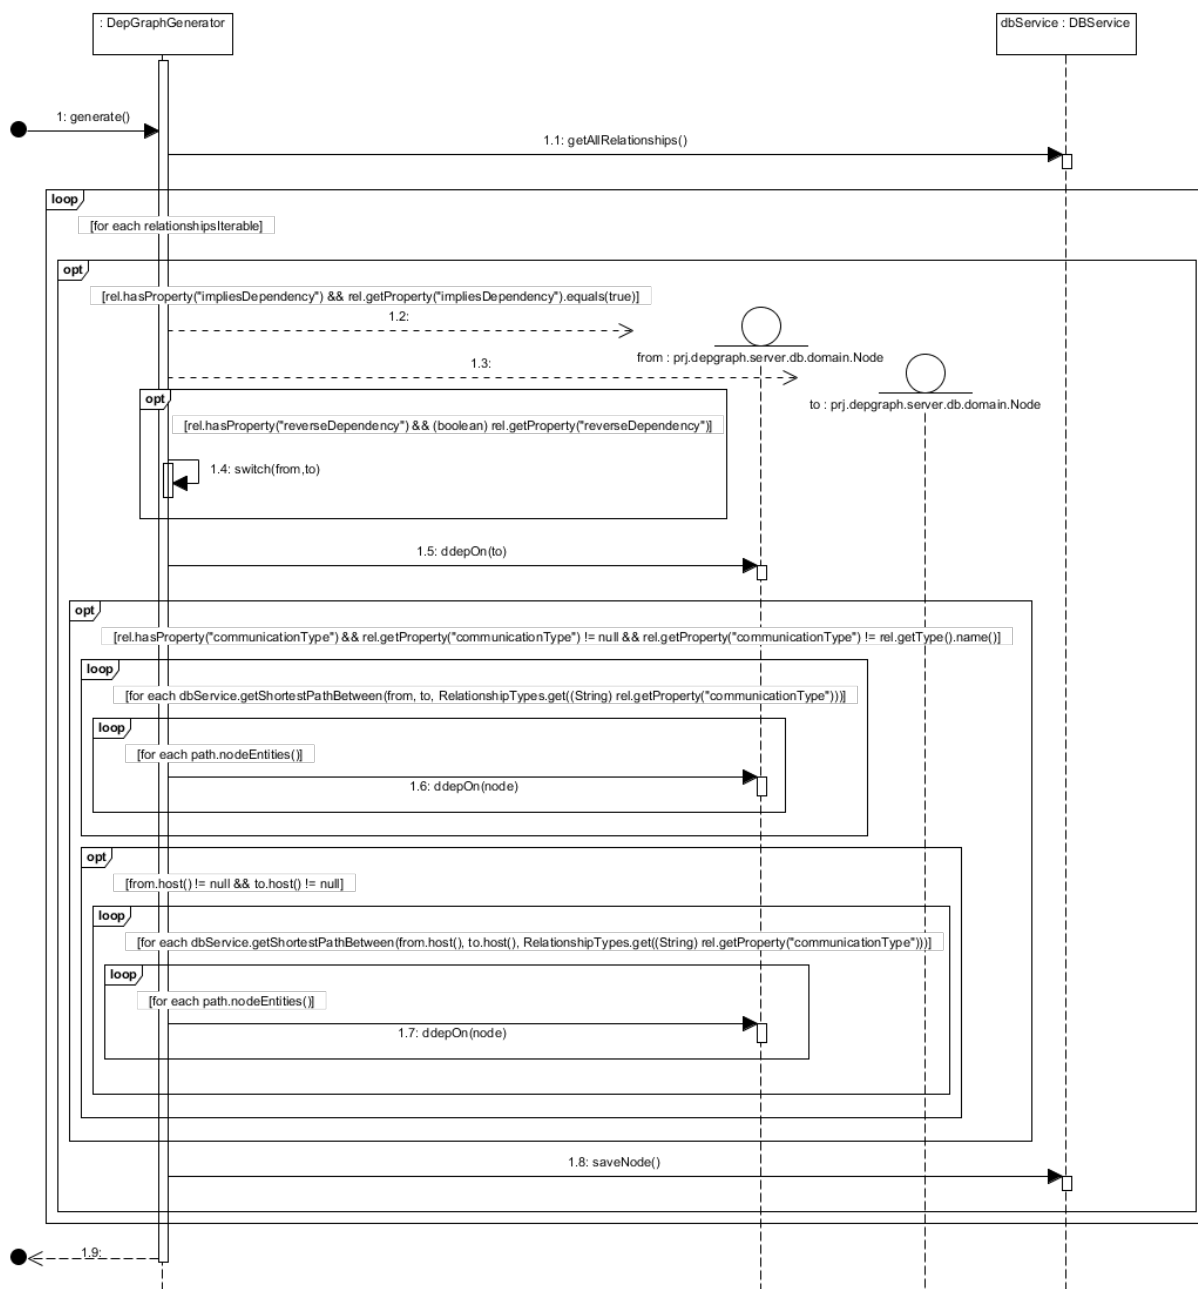 : DepGraphGenerator
dbService : DBService
1: generate()
1.1: getAllRelationships()
loop
[for each relationshipsIterable]
opt
[rel.hasProperty("impliesDependency") && rel.getProperty("impliesDependency").equals(true)]
1.2:
from : prj.depgraph.server.db.domain.Node
1.3:
opt
to : prj.depgraph.server.db.domain.Node
[rel.hasProperty("reverseDependency") && (boolean) rel.getProperty("reverseDependency")]
1.4: switch(from,to)
1.5: ddepOn(to)
opt
[rel.hasProperty("communicationType") && rel.getProperty("communicationType") != null && rel.getProperty("communicationType") != rel.getType().name()]
loop
[for each dbService.getShortestPathBetween(from, to, RelationshipTypes.get((String) rel.getProperty("communicationType")))]
loop
[for each path.nodeEntities()]
1.6: ddepOn(node)
opt
[from.host() != null && to.host() != null]
loop
[for each dbService.getShortestPathBetween(from.host(), to.host(), RelationshipTypes.get((String) rel.getProperty("communicationType")))]
loop
[for each path.nodeEntities()]
1.7: ddepOn(node)
1.8: saveNode()
1.9: